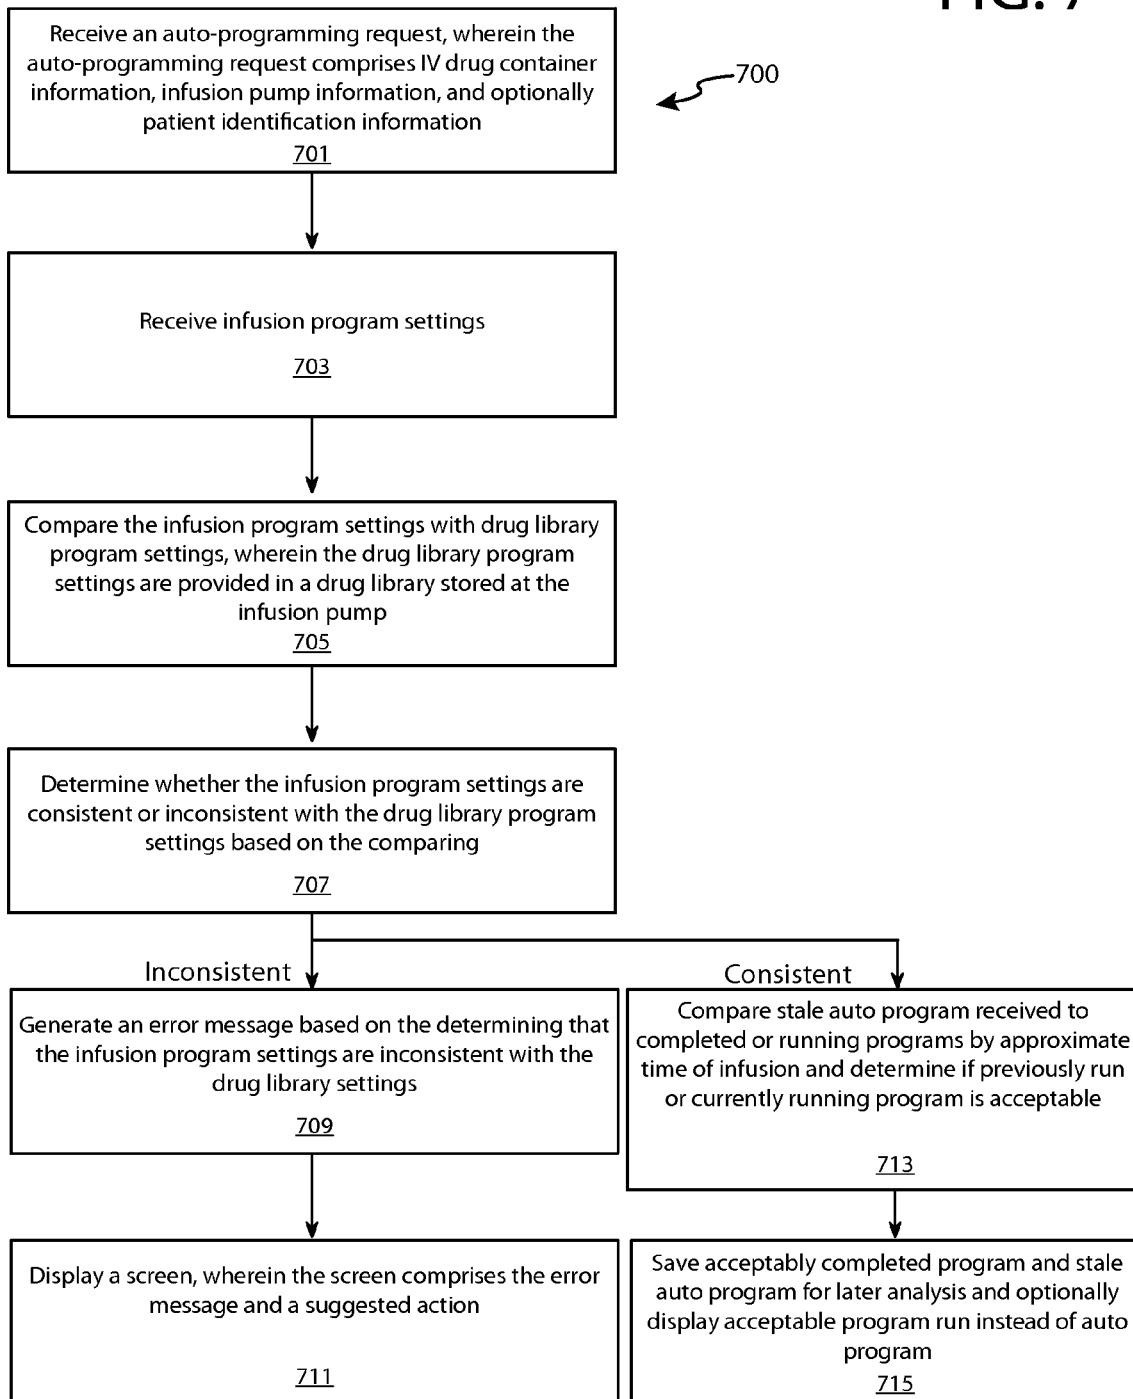 FIG. 7
Receive an auto-programming request, wherein the
auto-programming request comprises IV drug container
information, infusion pump information, and optionally
patient identification information
701
700
Receive infusion program settings
703
Compare the infusion program settings with drug library
program settings, wherein the drug library program
settings are provided in a drug library stored at the
infusion pump
705
Determine whether the infusion program settings are
consistent or inconsistent with the drug library program
settings based on the comparing
707
Inconsistent
Consistent
Generate an error message based on the determining that
the infusion program settings are inconsistent with the
drug library settings
709
Compare stale auto program received to
completed or running programs by approximate
time of infusion and determine if previously run
or currently running program is acceptable
713
Display a screen, wherein the screen comprises the error
message and a suggested action
711
Save acceptably completed program and stale
auto program for later analysis and optionally
display acceptable program run instead of auto
program
715